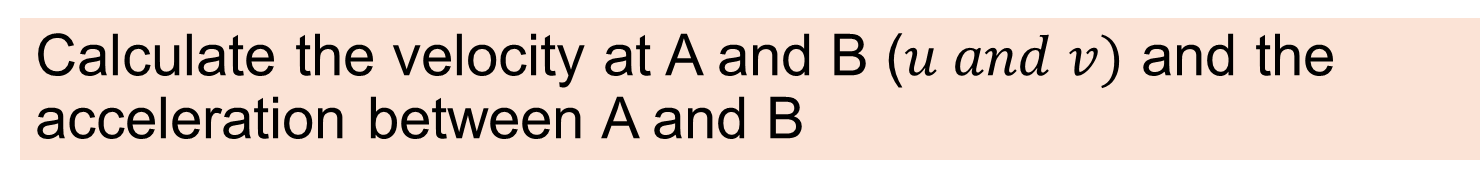 Calculate the velocity at A and B (u and v) and the
acceleration between A and B